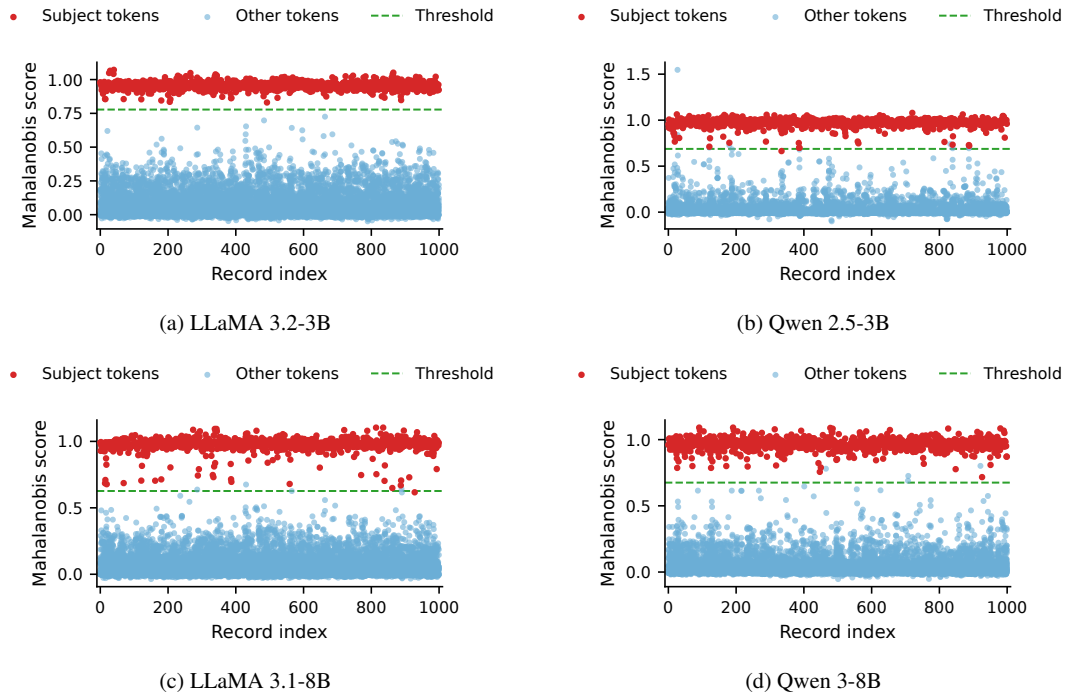 Subject tokens Other tokens Threshold
Subject tokens Other tokens Threshold
Mahalanobis score
1.00
0.75
0.50
0.25
0.00
0 200 400 600 800 1000
Record index
(a) LLaMA 3.2-3B
Mahalanobis score
1.5
1.0
0.5
0.0
0 200 400 600 800 1000
Record index
(b) Qwen 2.5-3B
Subject tokens Other tokens Threshold
Subject tokens Other tokens Threshold
Mahalanobis score
1.0
0.5
0.0
0 200 400 600 800 1000
Record index
(c) LLaMA 3.1-8B
Mahalanobis score
1.0
0.5
0.0
0 200 400 600 800 1000
Record index
(d) Qwen 3-8B